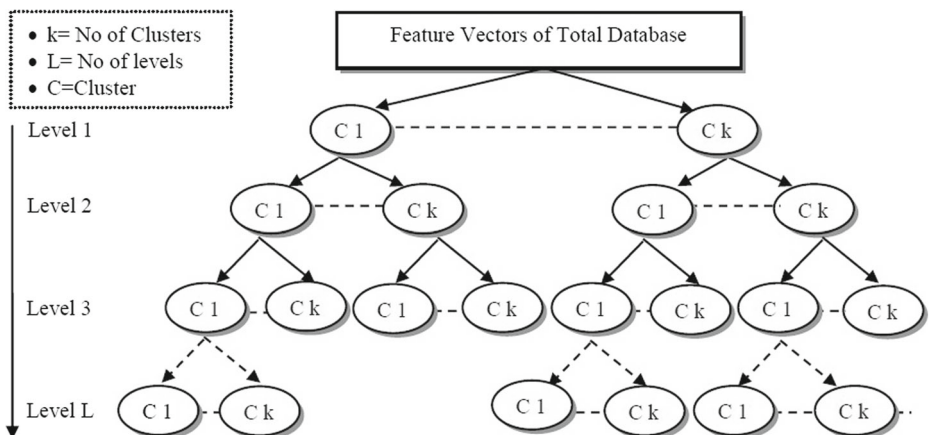 • k= No of Clusters
• L= No of levels
• C=Cluster
Feature Vectors of Total Database
Level 1
C 1
C k
Level 2
C 1
C k
C 1
C k
Level 3
C 1
C k
C 1
C k
C 1
C k
C 1
C k
Level L
C 1
C k
C 1
C k
C 1
C k